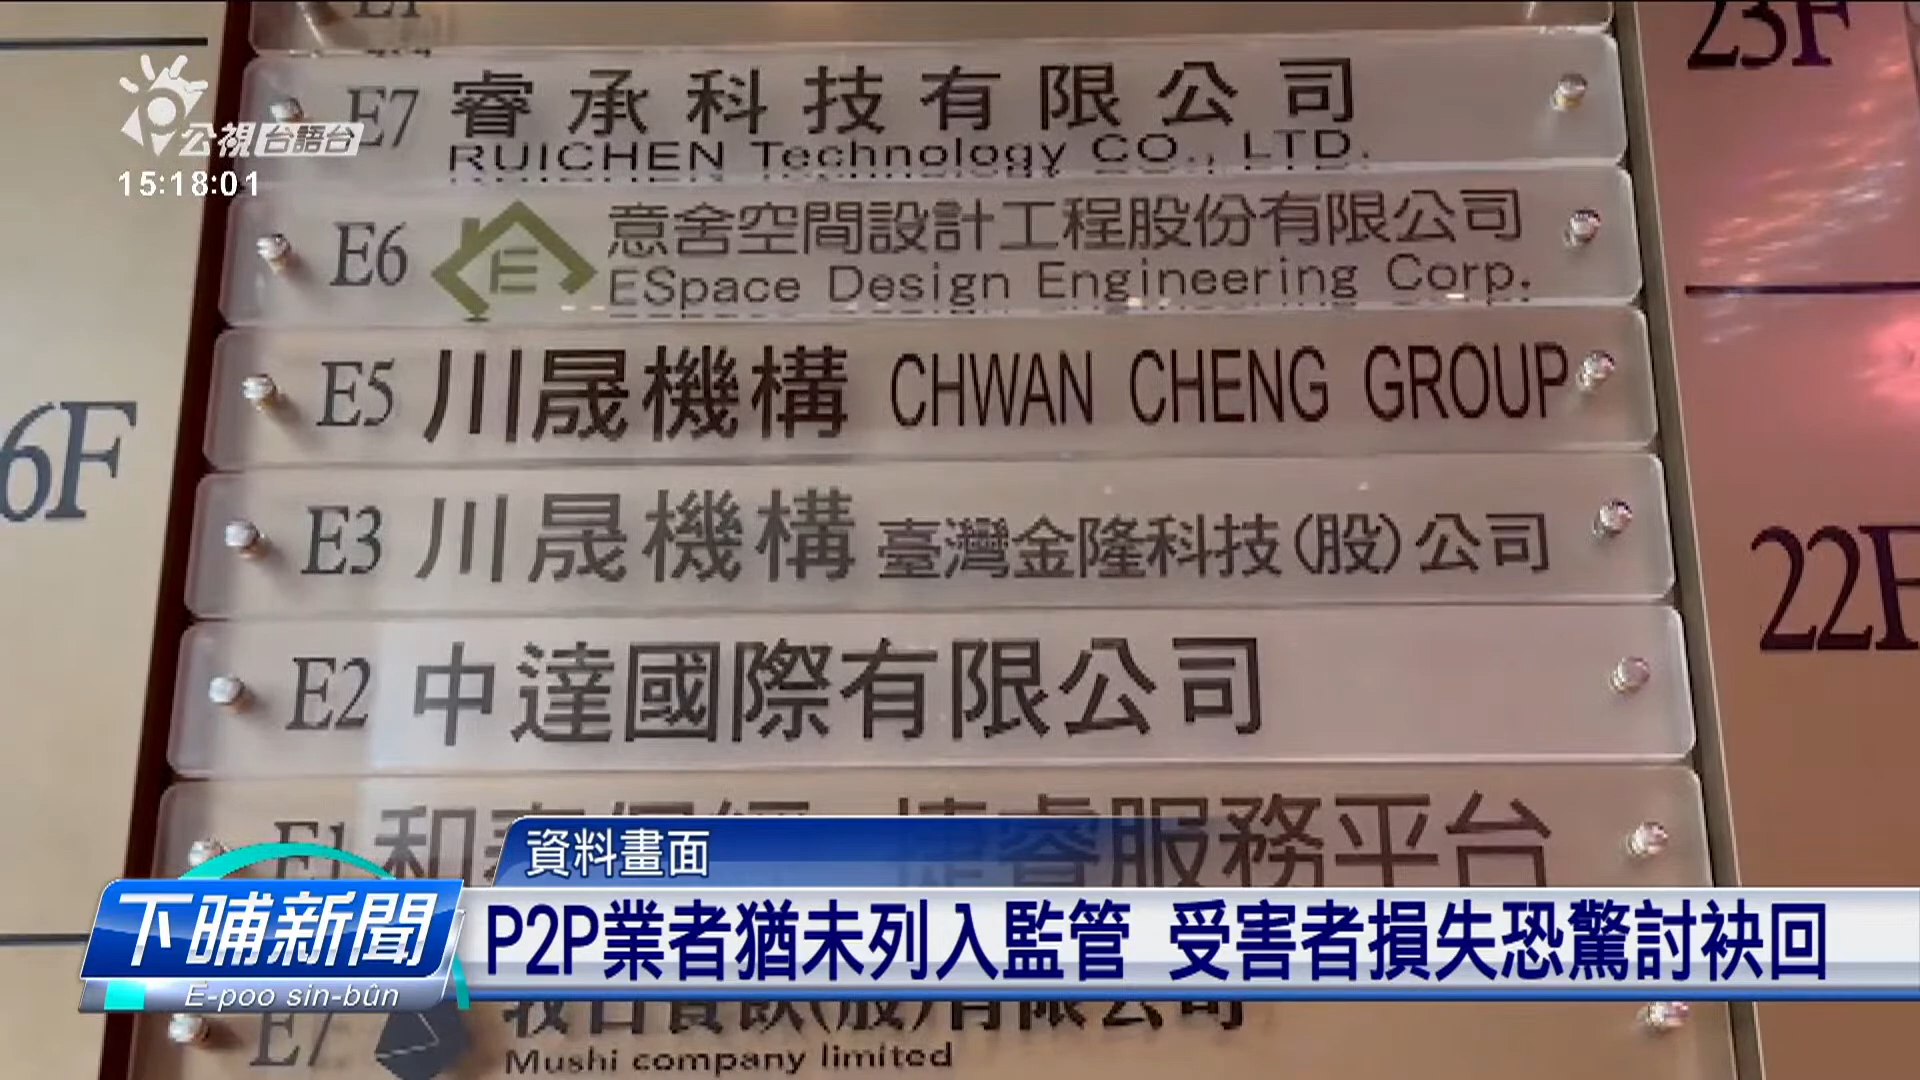 E1
23F
公視 台語台
15:18:01
E7 睿承科技有限公司
RUICHEN Technology CO., LTD.
E6 E 意舍空間設計工程股份有限公司
ESpace Design Engineering Corp.
E5 川晟機構 CHWAN CHENG GROUP
6F
E3 川晟機構 臺灣金隆科技(股)公司
22F
E2 中達國際有限公司
E1 捷睿服務平台
資料畫面
下晡新聞
E-poo sin-bûn
P2P業者猶未列入監管 受害者損失恐驚討袂回
E7
Mushi company limited